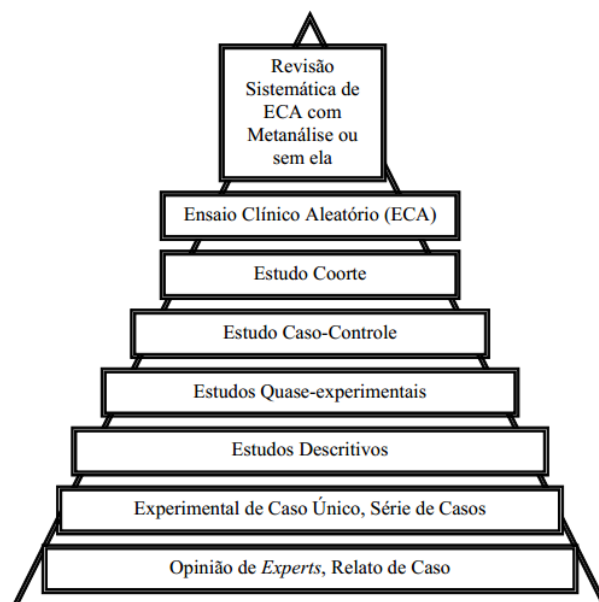 Revisão
Sistemática de
ECA com
Metanálise ou
sem ela
Ensaio Clínico Aleatório (ECA)
Estudo Coorte
Estudo Caso-Controle
Estudos Quase-experimentais
Estudos Descritivos
Experimental de Caso Único, Série de Casos
Opinião de Experts, Relato de Caso